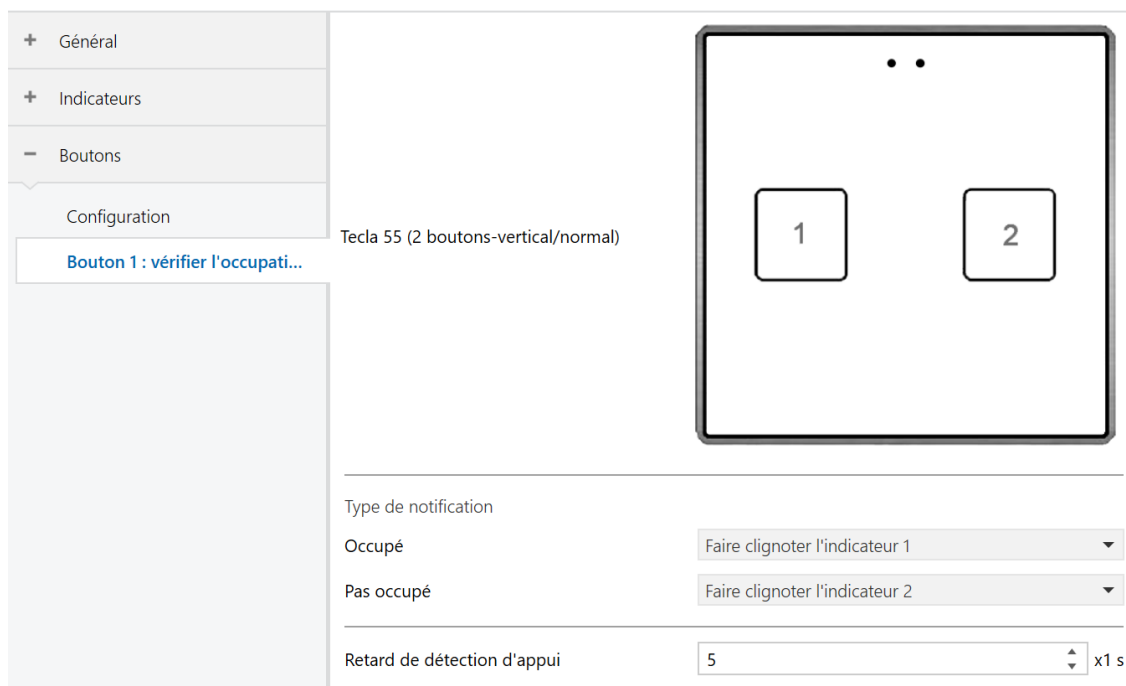 Général
Indicateurs
Boutons
Configuration
Bouton 1 : vérifier l'occupati...
Tecla 55 (2 boutons-vertical/normal)
1
2
Type de notification
Occupé
Faire clignoter l'indicateur 1
Pas occupé
Faire clignoter l'indicateur 2
Retard de détection d'appui
5
x1 s